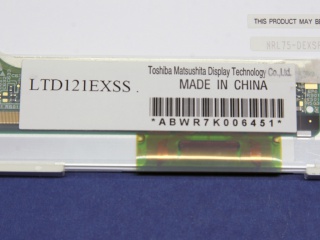 THIS PRODUCT MAY BE
LTD121EXSS.
Toshiba Matsushita Display Technology Co.,Ltd.
MADE IN CHINA
*ABWR7K006451*